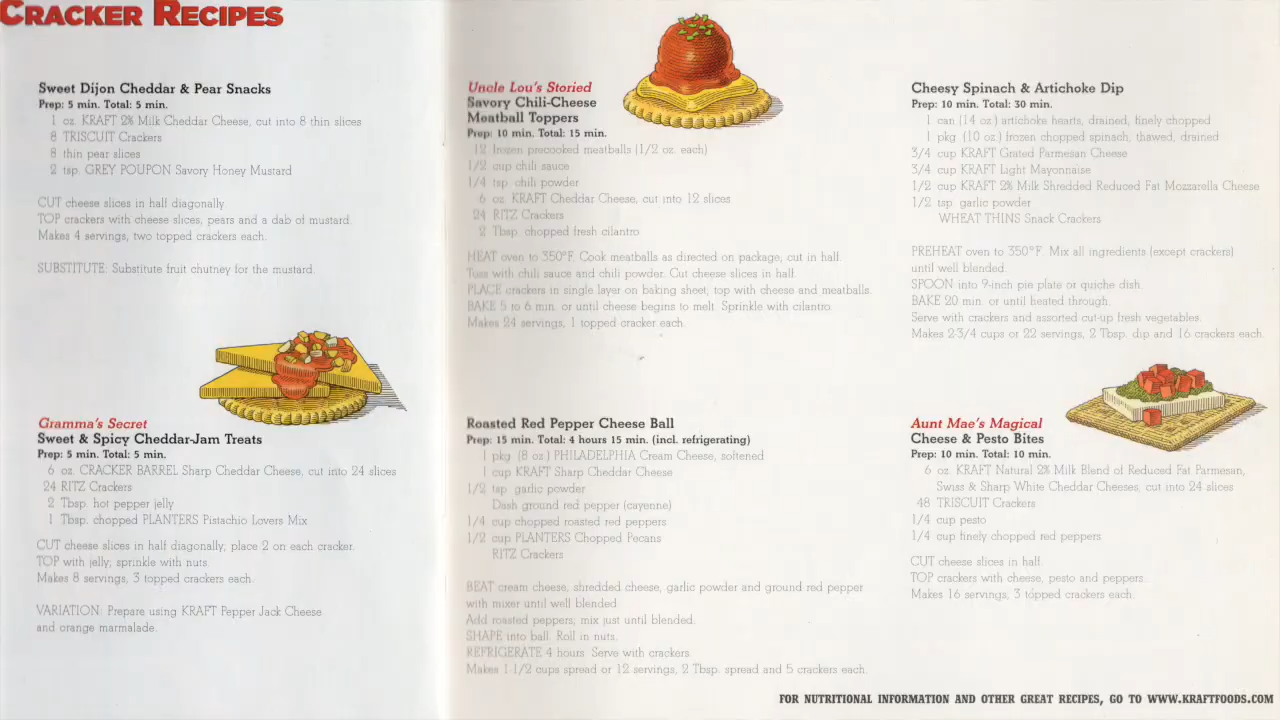 CRACKER RECIPES
Sweet Dijon Cheddar & Pear Snacks
Prep: 5 min. Total: 5 min.
8 oz. KRAFT 2% Milk Cheddar Cheese, cut into 8 thin slices
8 TRISCUIT Crackers
8 thin pear slices
2 tsp. GREY POUPON Savory Honey Mustard
CUT cheese slices in half diagonally.
TOP crackers with cheese slices, pears and a dab of mustard.
Makes 4 servings, two topped crackers each.
SUBSTITUTE: Substitute fruit chutney for the mustard.
Gramma's Secret
Sweet & Spicy Cheddar-Jam Treats
Prep: 5 min. Total: 5 min.
6 oz. CRACKER BARREL Sharp Cheddar Cheese, cut into 24 slices
24 RITZ Crackers
2 Tbsp. hot pepper jelly
1 Tbsp. chopped PLANTERS Pistachio Lovers Mix
CUT cheese slices in half diagonally; place 2 on each cracker.
TOP with jelly; sprinkle with nuts.
Makes 8 servings, 3 topped crackers each.
VARIATION: Prepare using KRAFT Pepper Jack Cheese
and orange marmalade.
Uncle Lou's Storied
Savory Chili-Cheese
Meatball Toppers
Prep: 10 min. Total: 15 min.
12 frozen precooked meatballs (1/2 oz. each)
1/2 cup chili sauce
1/4 tsp. chili powder
6 oz. KRAFT Cheddar Cheese, cut into 12 slices
24 RITZ Crackers
2 Tbsp. chopped fresh cilantro
HEAT oven to 350°F. Cook meatballs as directed on package; cut in half.
Toss with chili sauce and chili powder. Cut cheese slices in half.
PLACE crackers in single layer on baking sheet; top with cheese and meatballs.
BAKE 5 to 6 min. or until cheese begins to melt. Sprinkle with cilantro.
Makes 24 servings, 1 topped cracker each.
Roasted Red Pepper Cheese Ball
Prep: 15 min. Total: 4 hours 15 min. (incl. refrigerating)
1 pkg. (8 oz.) PHILADELPHIA Cream Cheese, softened
1 cup KRAFT Sharp Cheddar Cheese
1/2 tsp. garlic powder
Dash ground red pepper (cayenne)
1/4 cup chopped roasted red peppers
1/2 cup PLANTERS Chopped Pecans
RITZ Crackers
BEAT cream cheese, shredded cheese, garlic powder and ground red pepper
with mixer until well blended.
Add roasted peppers; mix just until blended.
SHAPE into ball. Roll in nuts.
REFRIGERATE 4 hours. Serve with crackers.
Makes 1-1/2 cups spread or 12 servings, 2 Tbsp. spread and 5 crackers each.
Cheesy Spinach & Artichoke Dip
Prep: 10 min. Total: 30 min.
1 can (14 oz.) artichoke hearts, drained, finely chopped
1 pkg. (10 oz.) frozen chopped spinach, thawed, drained
3/4 cup KRAFT Grated Parmesan Cheese
3/4 cup KRAFT Light Mayonnaise
1/2 cup KRAFT 2% Milk Shredded Reduced Fat Mozzarella Cheese
1/2 tsp. garlic powder
WHEAT THINS Snack Crackers
PREHEAT oven to 350°F. Mix all ingredients (except crackers)
until well blended.
SPOON into 9-inch pie plate or quiche dish.
BAKE 20 min. or until heated through.
Serve with crackers and assorted cut-up fresh vegetables.
Makes 2-3/4 cups or 22 servings, 2 Tbsp. dip and 16 crackers each.
Aunt Mae's Magical
Cheese & Pesto Bites
Prep: 10 min. Total: 10 min.
6 oz. KRAFT Natural 2% Milk Blend of Reduced Fat Parmesan,
Swiss & Sharp White Cheddar Cheeses, cut into 24 slices
48 TRISCUIT Crackers
1/4 cup pesto
1/4 cup finely chopped red peppers
CUT cheese slices in half.
TOP crackers with cheese, pesto and peppers.
Makes 16 servings, 3 topped crackers each.
FOR NUTRITIONAL INFORMATION AND OTHER GREAT RECIPES, GO TO WWW.KRAFTFOODS.COM